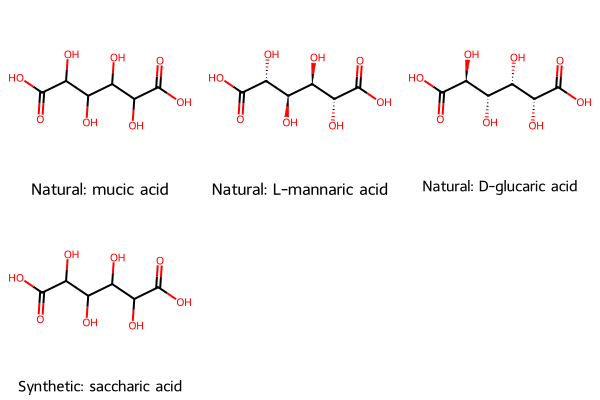 OH OH O
HO OH
O OH OH
Natural: mucic acid
OH OH O
HO OH
O OH OH
Natural: L-mannaric acid
OH OH O
HO OH
O OH OH
Natural: D-glucaric acid
OH OH O
HO OH
O OH OH
Synthetic: saccharic acid